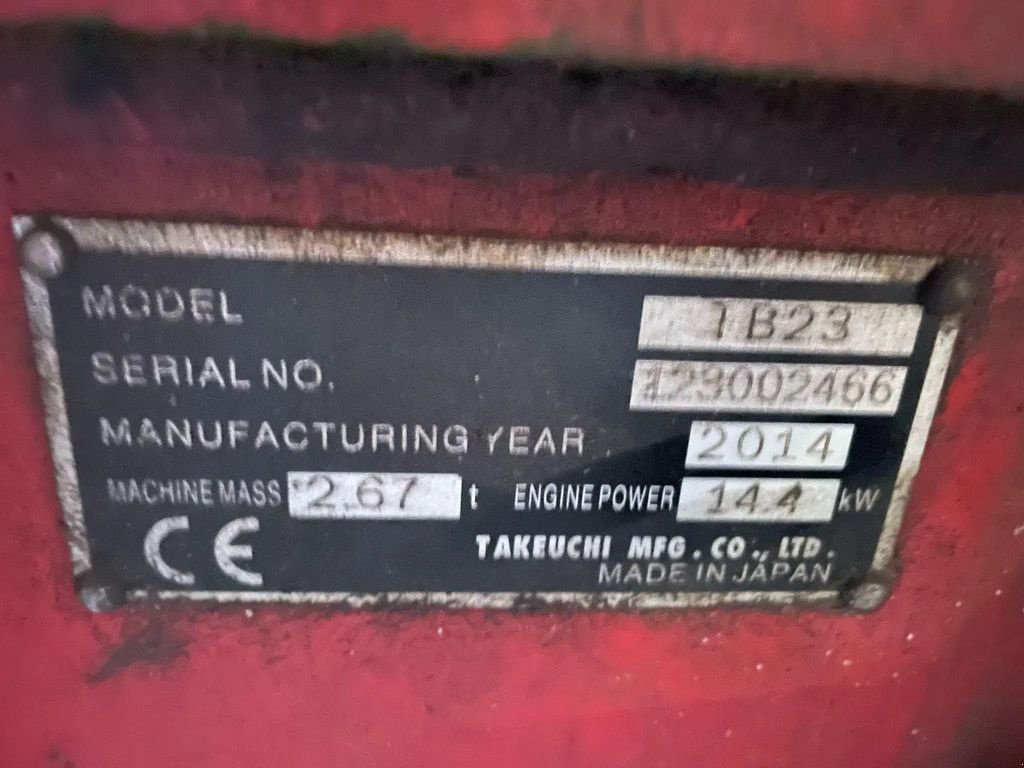 MODEL TB23
SERIAL NO. 123002466
MANUFACTURING YEAR 2014
MACHINE MASS 2.67 t ENGINE POWER 14.4 kW
CE TAKEUCHI MFG. CO., LTD.
MADE IN JAPAN